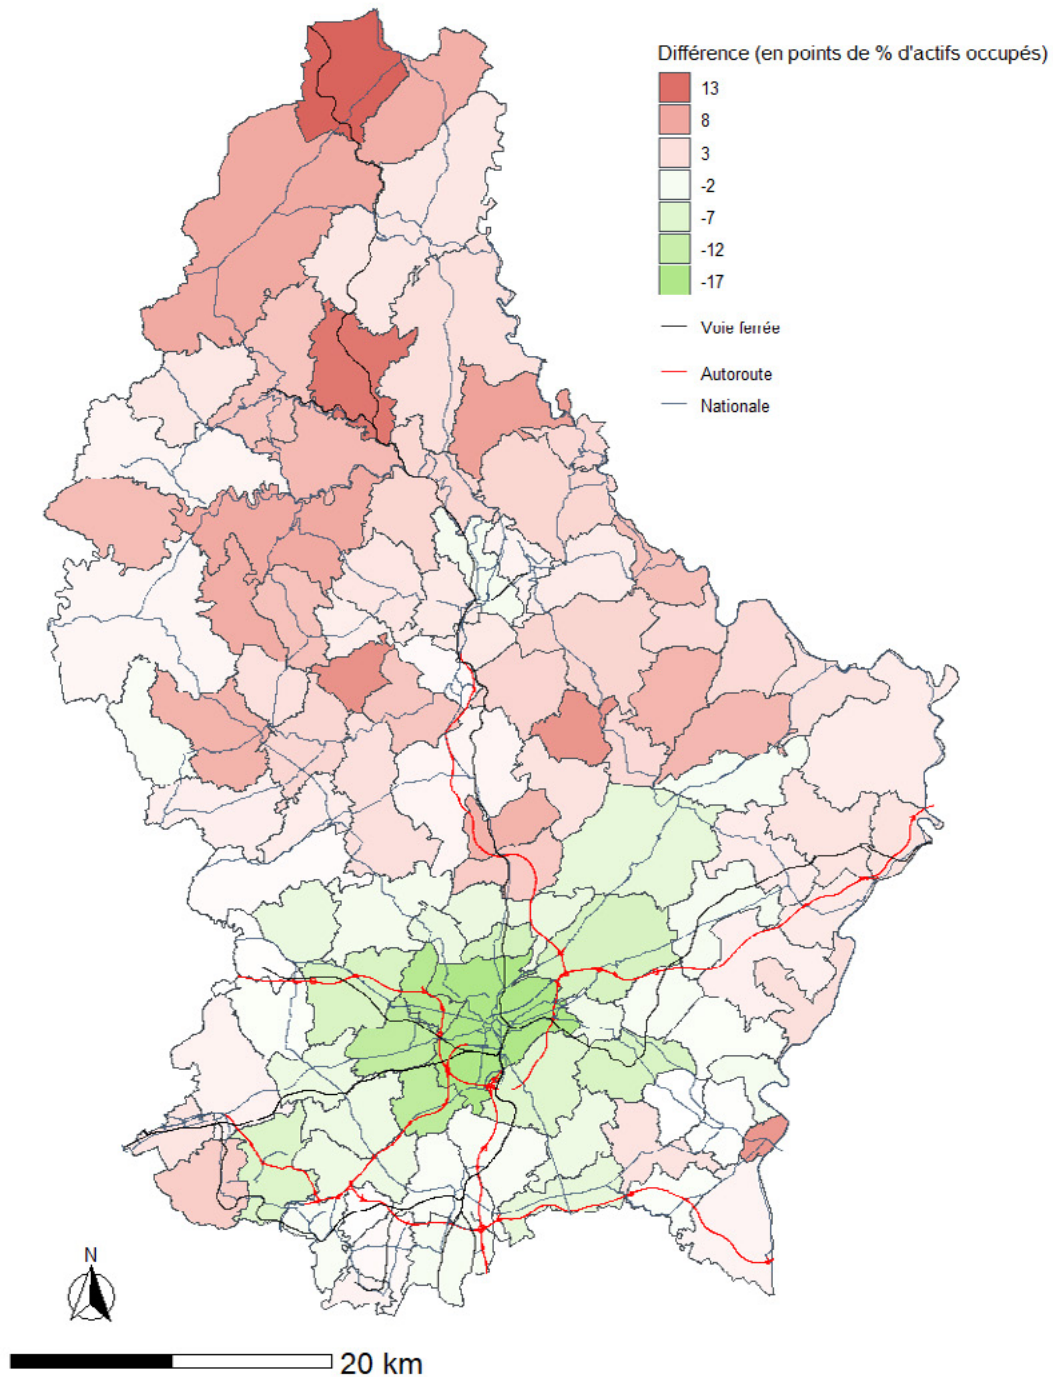 Différence (en points de % d'actifs occupés)
13
8
3
-2
-7
-12
-17
Voie ferrée
Autoroute
Nationale
N
20 km